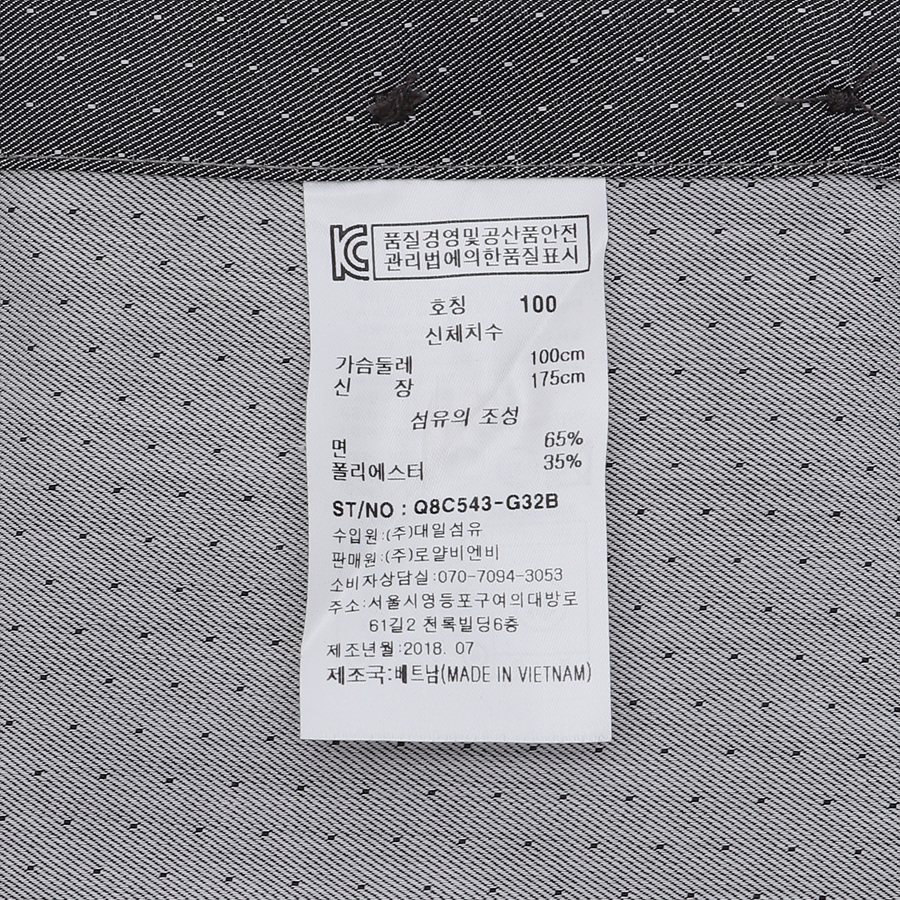 KC 품질경영및공산품안전
관리법에의한품질표시
호칭 100
신체치수
가슴둘레 100cm
신 장 175cm
섬유의 조성
면 65%
폴리에스터 35%
ST/NO : Q8C543-G32B
수입원:(주)대일섬유
판매원:(주)로얄비엔비
소비자상담실:070-7094-3053
주소:서울시영등포구여의대방로
61길2 천록빌딩6층
제조년월:2018. 07
제조국:베트남(MADE IN VIETNAM)